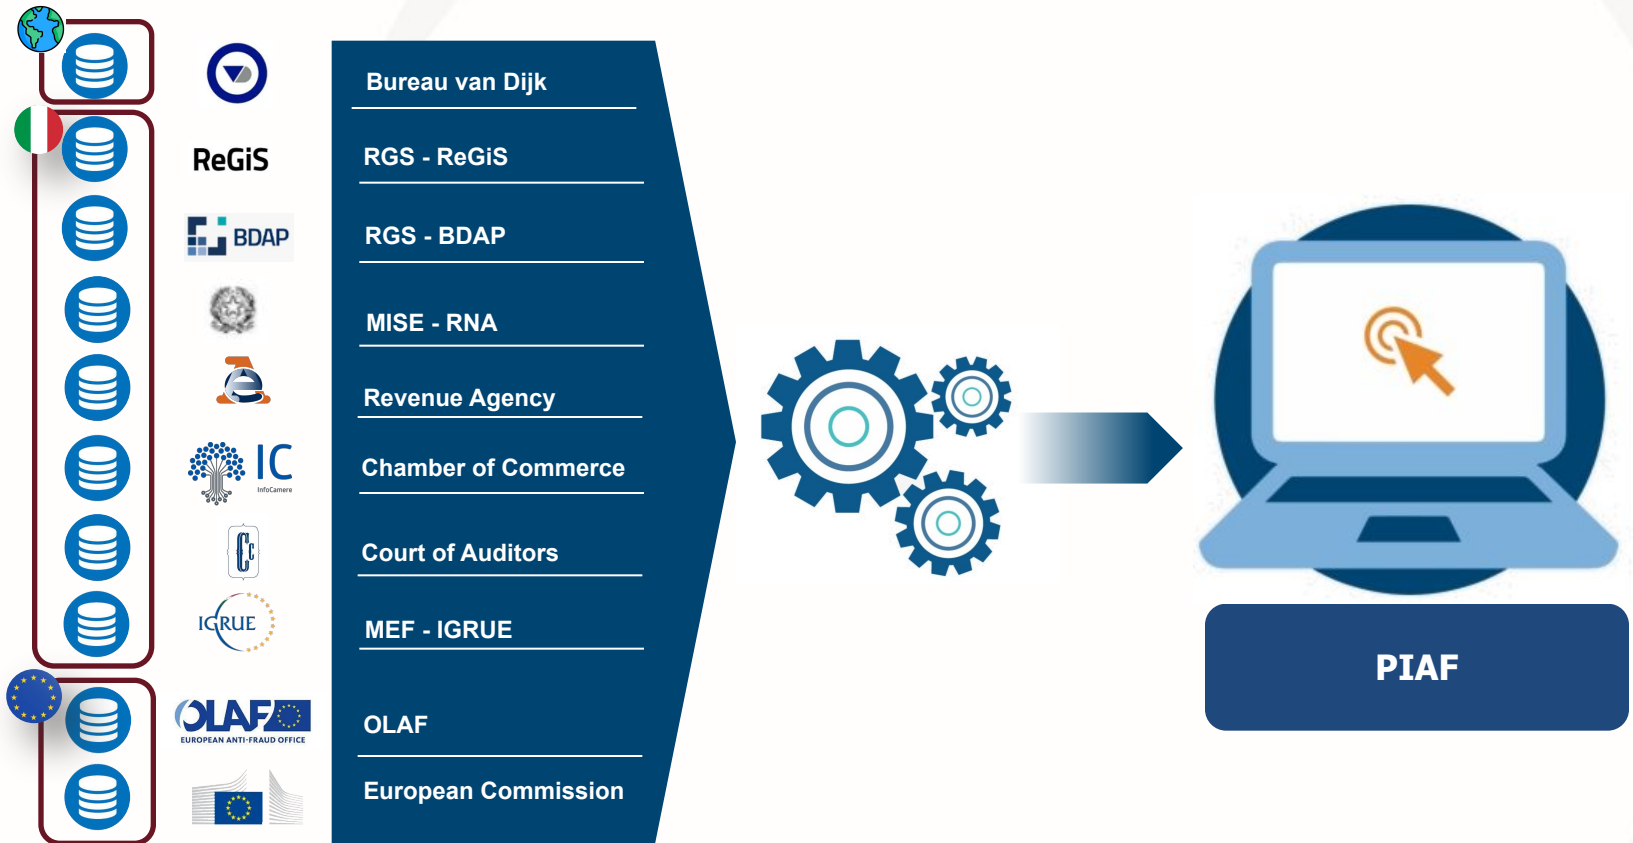 Bureau van Dijk
ReGiS
RGS - ReGiS
BDAP
RGS - BDAP
MISE - RNA
Revenue Agency
IC
InfoCamere
Chamber of Commerce
Court of Auditors
IGRUE
MEF - IGRUE
OLAF
EUROPEAN ANTI-FRAUD OFFICE
OLAF
European Commission
PIAF